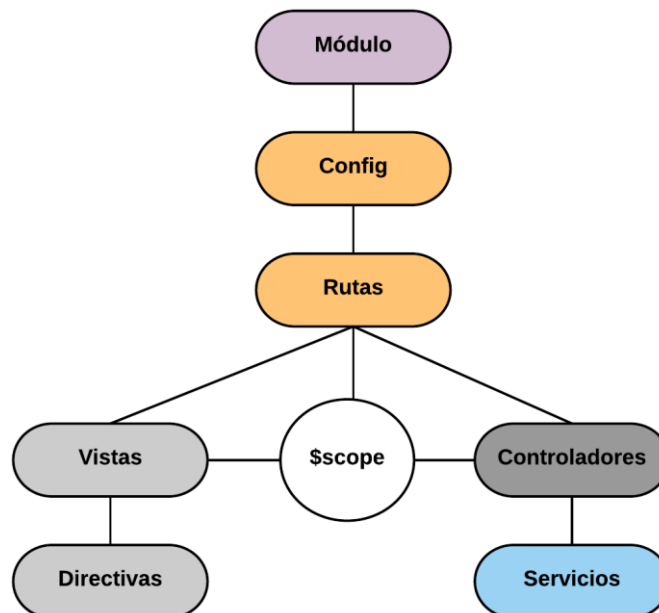 Módulo
Config
Rutas
Vistas
$scope
Controladores
Directivas
Servicios